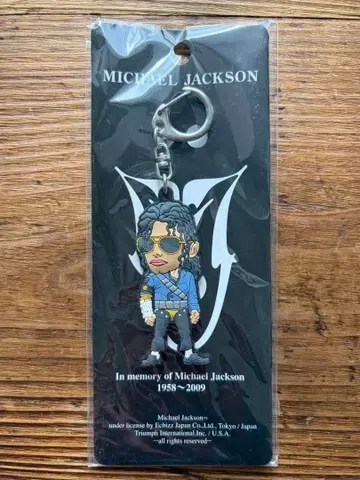 MICHAEL JACKSON
In memory of Michael Jackson
1958～2009
Michael Jackson™
under license by Ecbizz Japan Co.,Ltd., Tokyo / Japan
Triumph International.Inc. / U.S.A.
—all rights reserved—